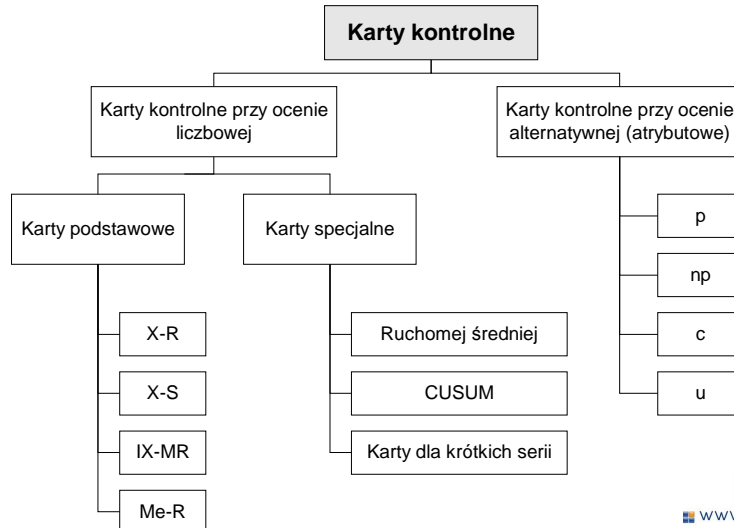 Karty kontrolne
Karty kontrolne przy ocenie
liczbowej
Karty kontrolne przy ocenie
alternatywnej (atrybutowe)
Karty podstawowe
Karty specjalne
X-R
X-S
IX-MR
Me-R
Ruchomej średniej
CUSUM
Karty dla krótkich serii
p
np
c
u